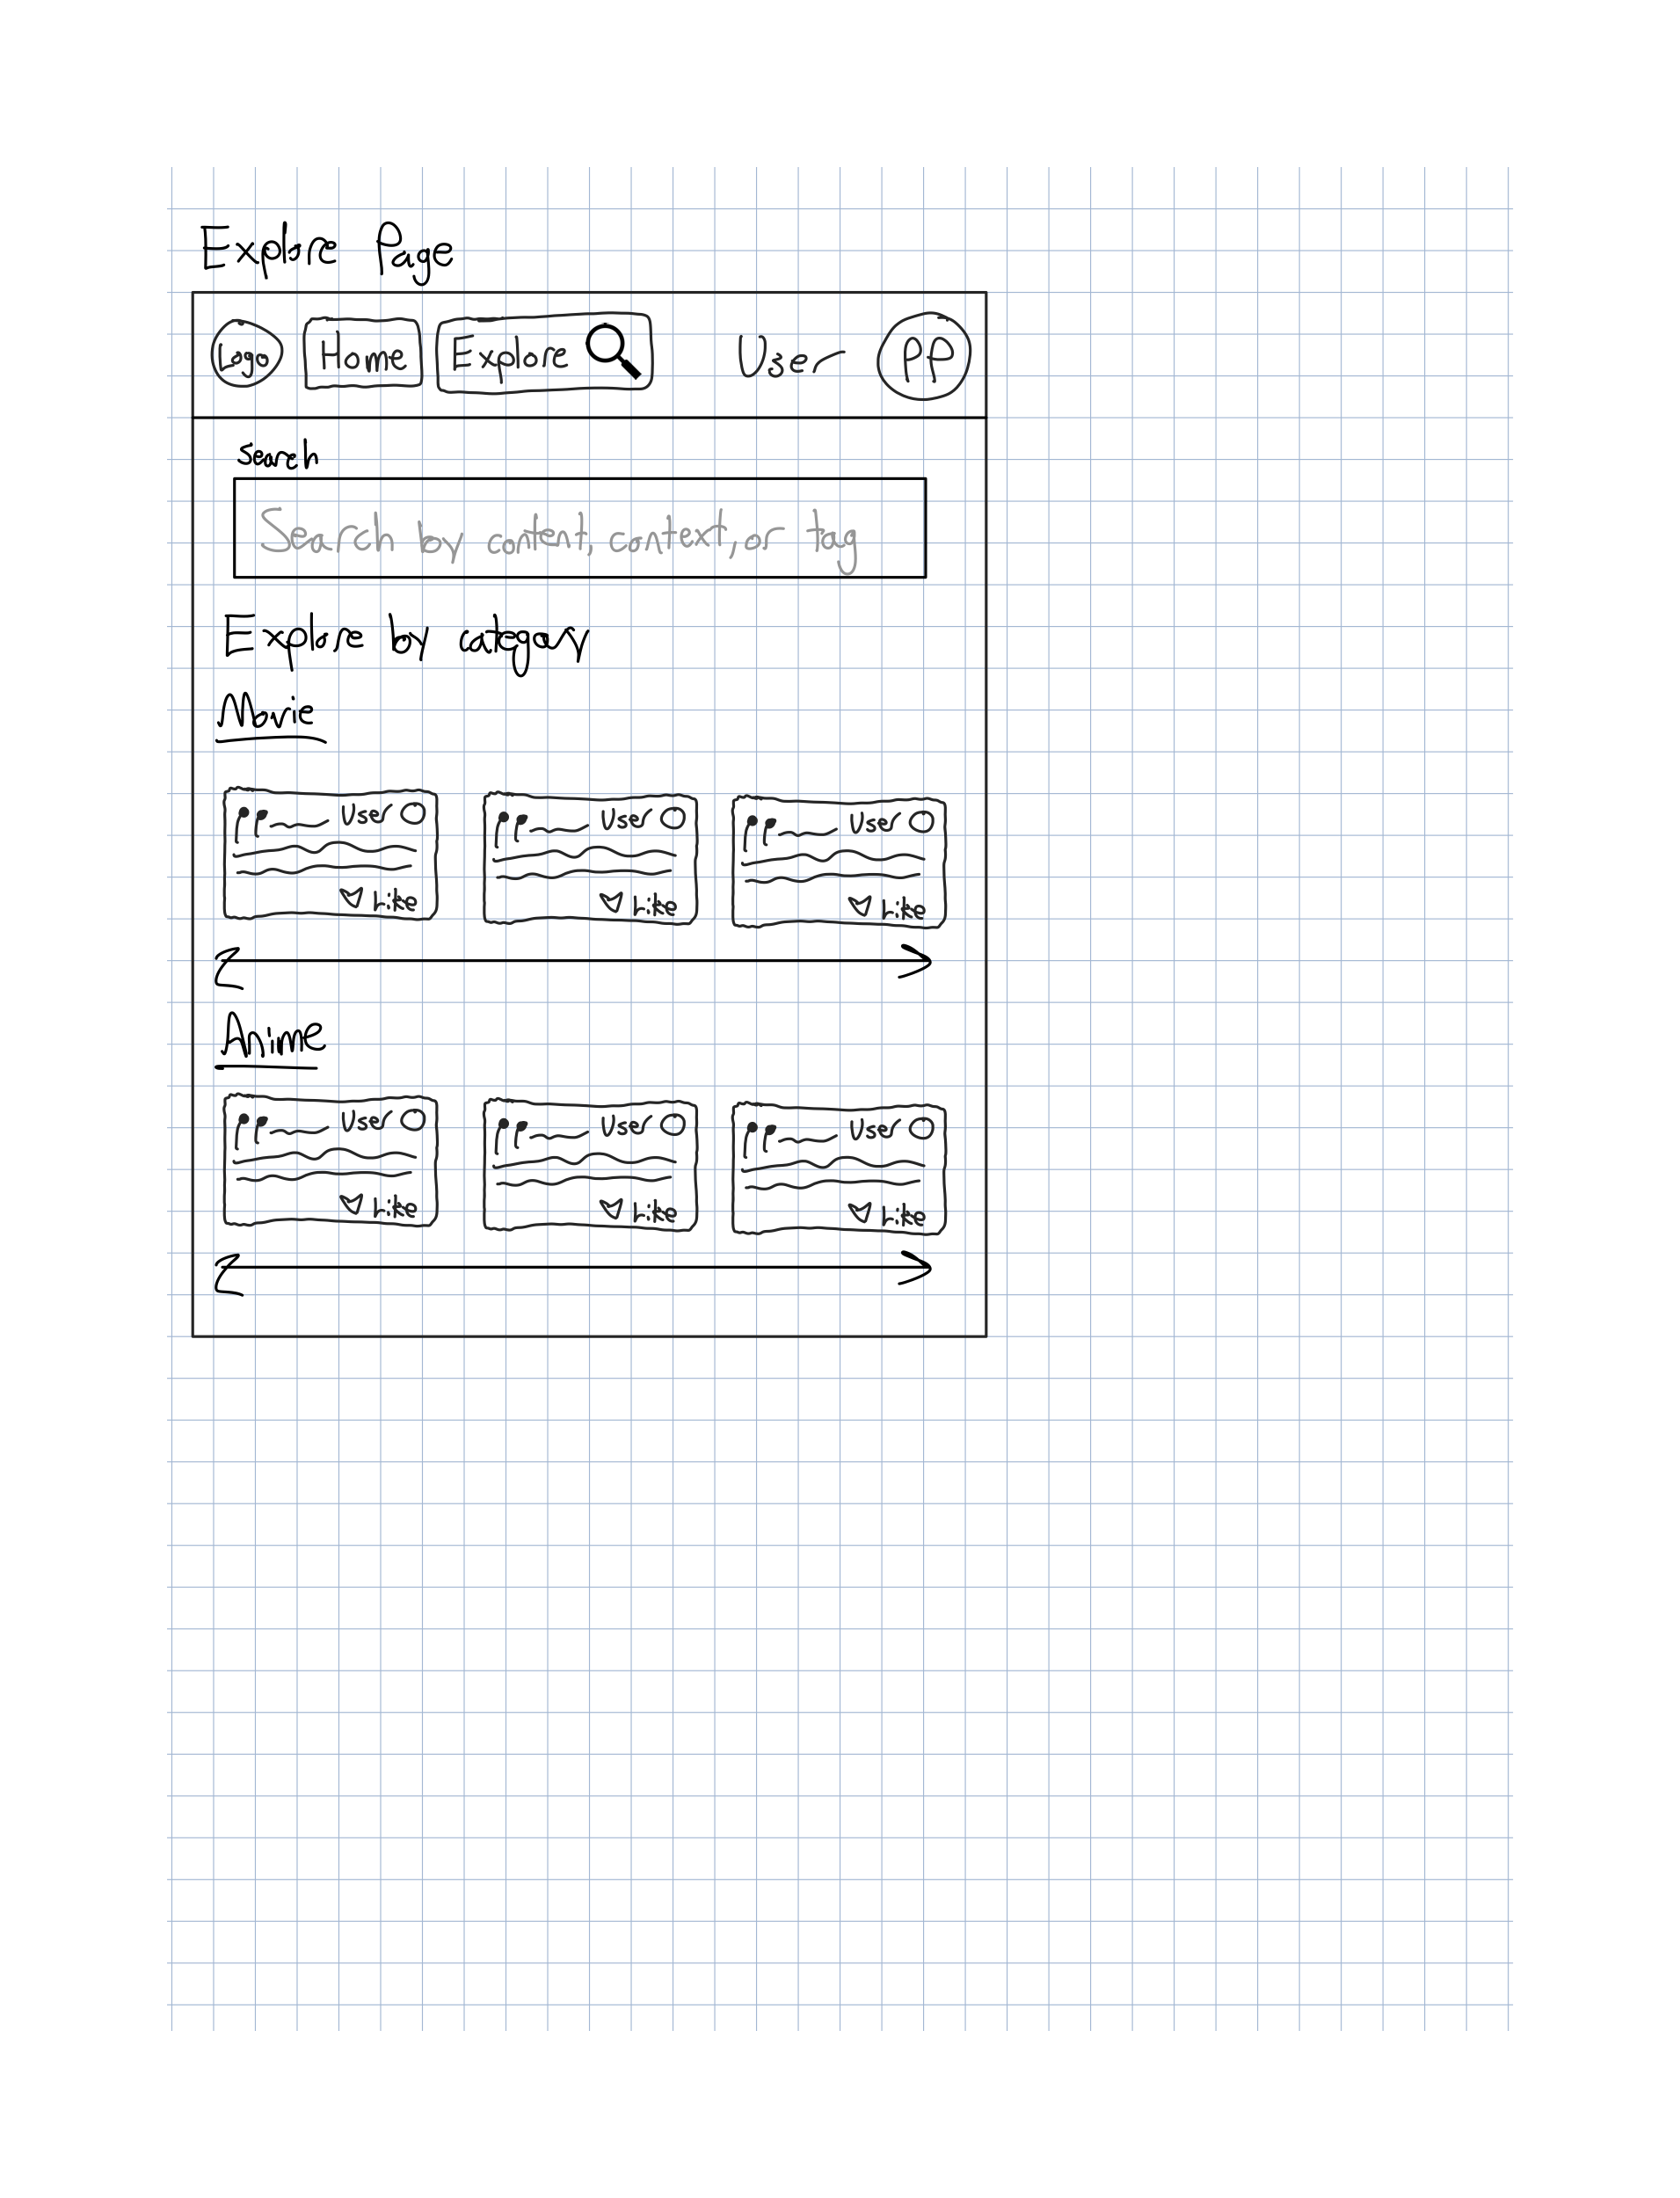 Explore Page
Logo Home Explore User PP
Search
Search by content, context, or tag
Explore by category
Movie
User User User
Like Like Like
Anime
User User User
Like Like Like